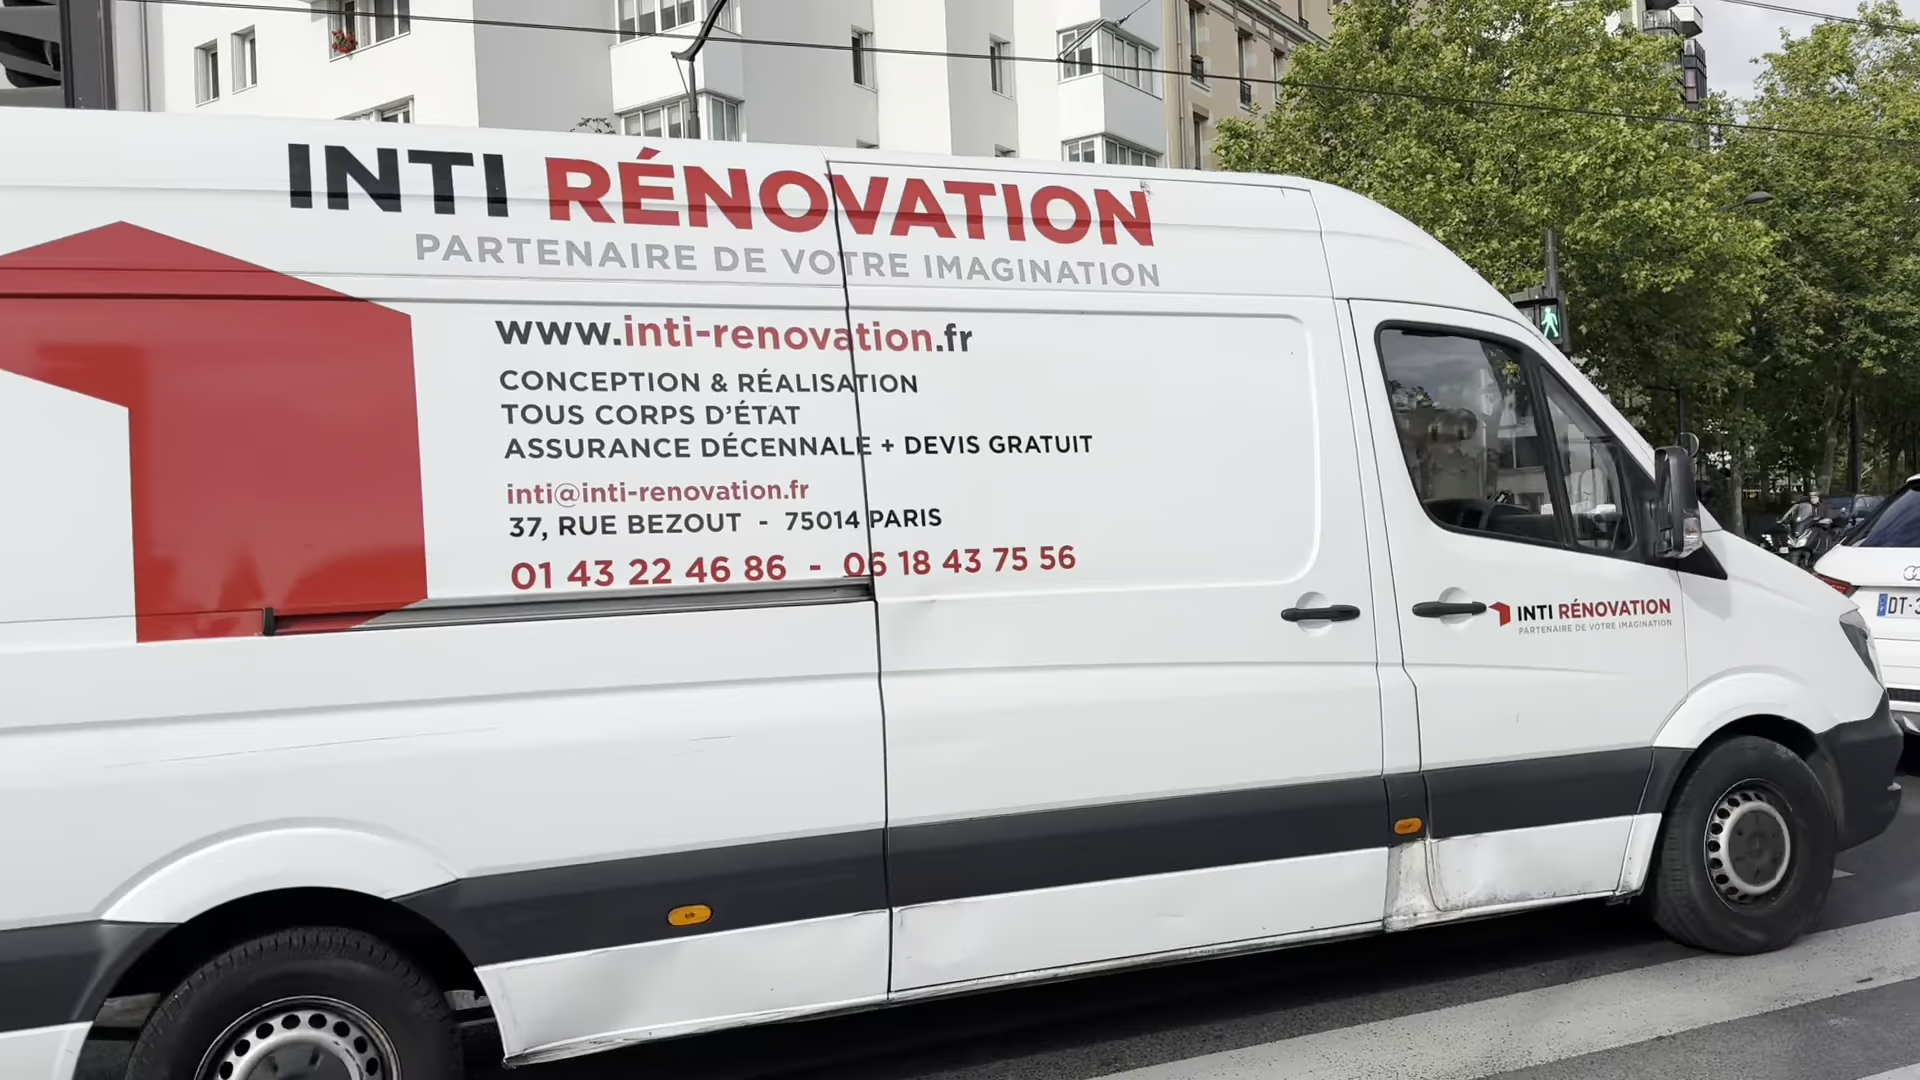 INTI RÉNOVATION
PARTENAIRE DE VOTRE IMAGINATION
www.inti-renovation.fr
CONCEPTION & RÉALISATION
TOUS CORPS D'ÉTAT
ASSURANCE DÉCENNALE + DEVIS GRATUIT
inti@inti-renovation.fr
37, RUE BEZOUT - 75014 PARIS
01 43 22 46 86 - 06 18 43 75 56
INTI RÉNOVATION
PARTENAIRE DE VOTRE IMAGINATION
DT-